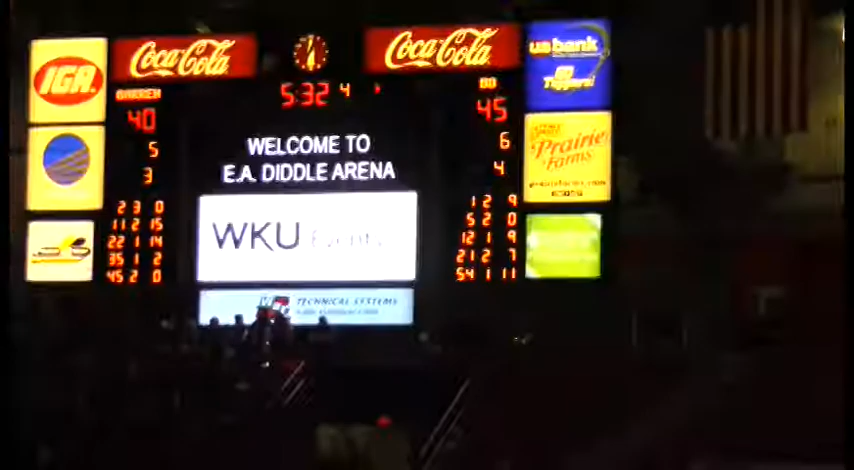 IGA
Coca-Cola
Coca-Cola
us bank
5:32 4
40
45
5
3
6
4
WELCOME TO
E.A. DIDDLE ARENA
Prairie
Farms
WKU Events
2 3 0
11 2 15
22 1 14
35 1 2
45 2 0
1 2 9
5 2 0
12 1 9
21 2 7
54 1 11
TECHNICAL SYSTEMS